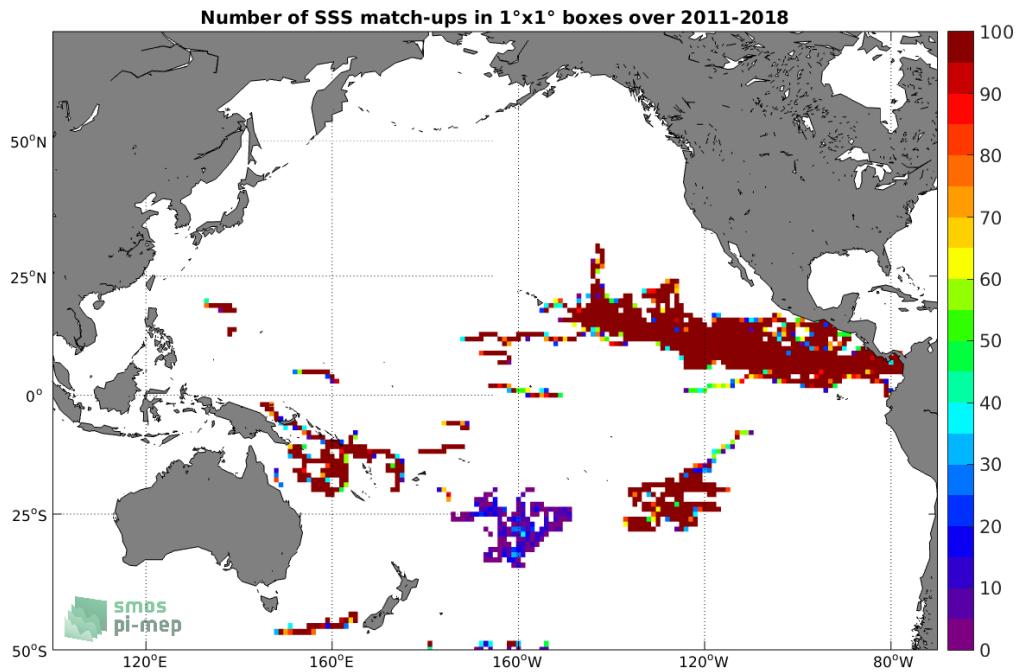 Number of SSS match-ups in 1°x1° boxes over 2011-2018
100
90
80
70
60
50
40
30
20
10
0
50°N
25°N
0°
25°S
50°S
120°E
160°E
160°W
120°W
80°W
smos
pi-mep